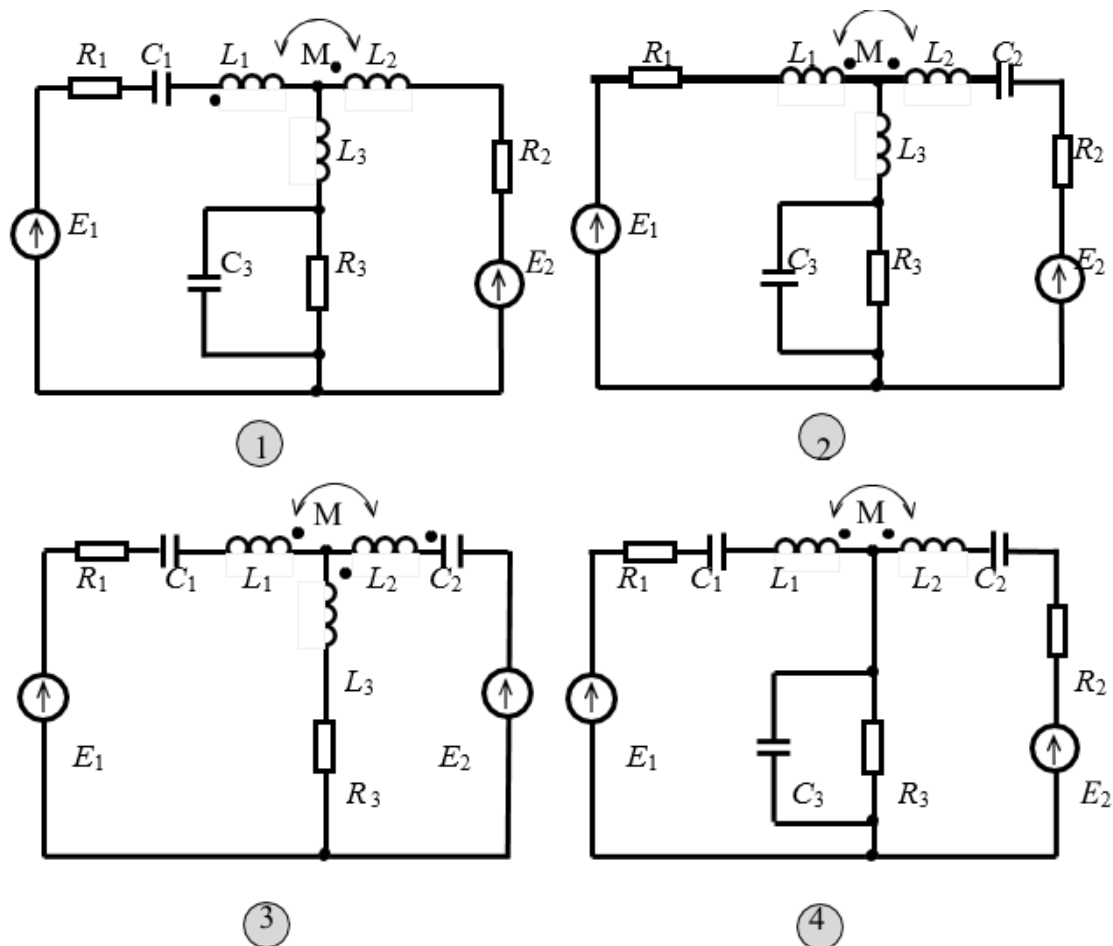 R1 C1 L1 M L2
L3
R2
E1
C3 R3 E2
1
R1 L1 M L2 C2
L3
R2
E1
C3 R3 E2
2
M
R1 C1 L1 L2 C2
L3
E1 E2
R3
3
M
R1 C1 L1 L2 C2
R2
E1
C3 R3 E2
4